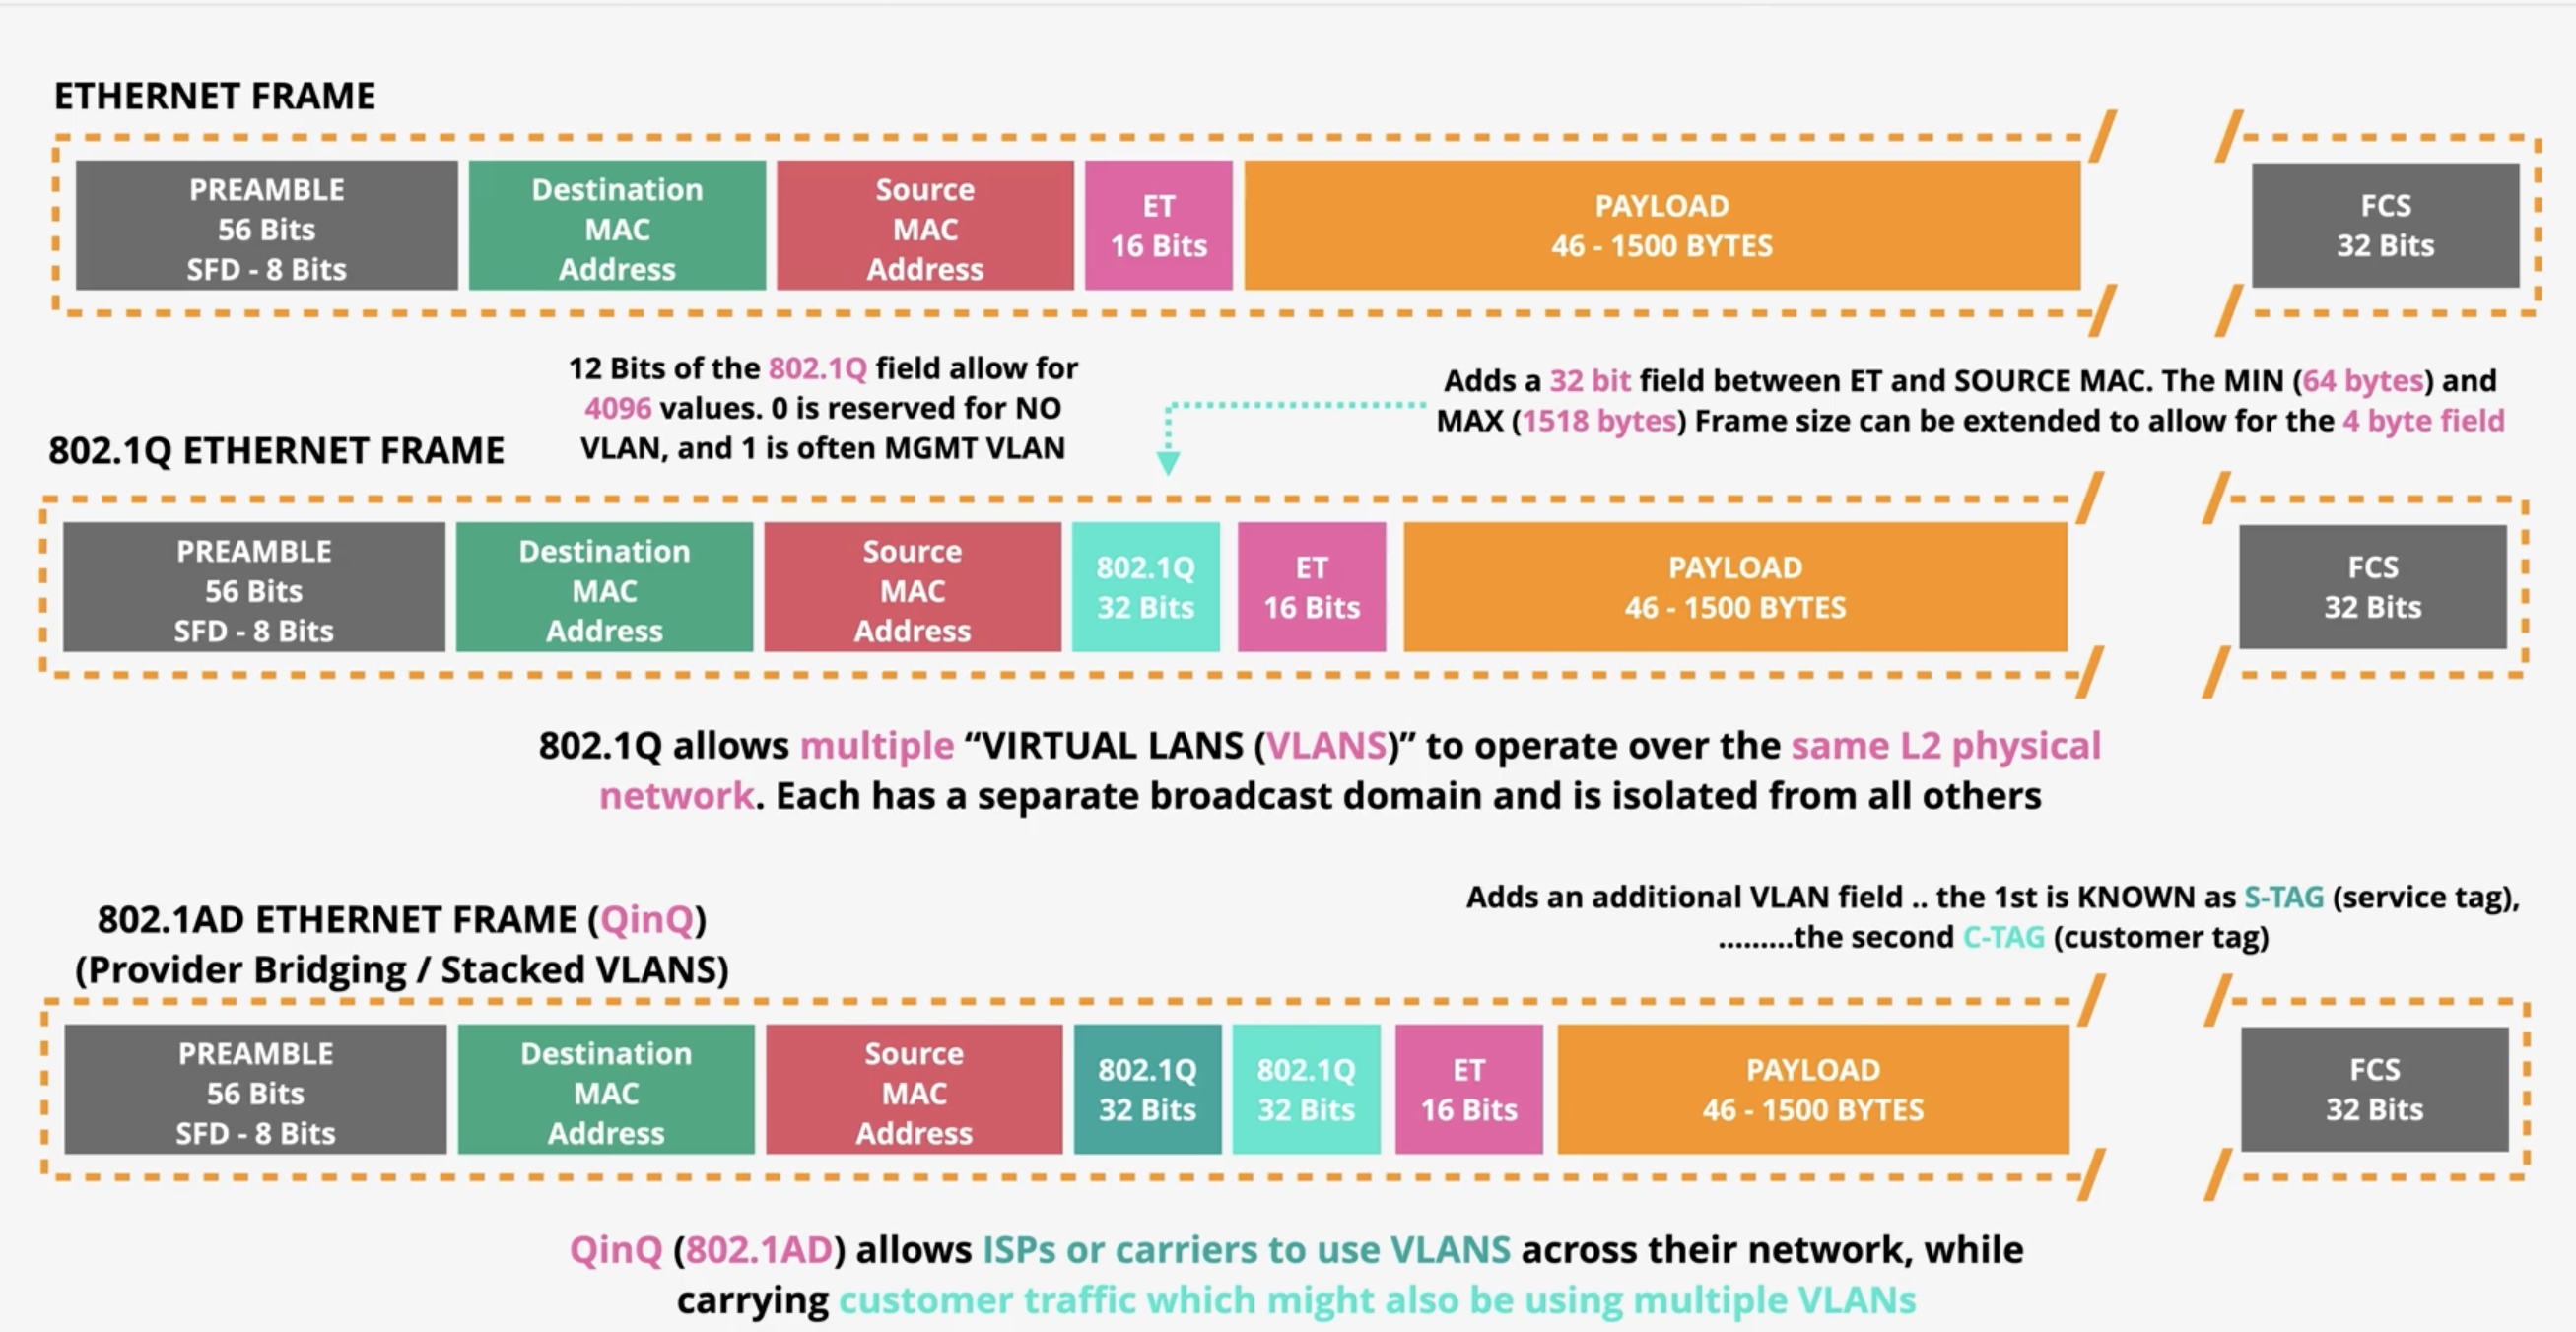 ETHERNET FRAME
PREAMBLE
56 Bits
SFD - 8 Bits
Destination
MAC
Address
Source
MAC
Address
ET
16 Bits
PAYLOAD
46 - 1500 BYTES
FCS
32 Bits
12 Bits of the 802.1Q field allow for
4096 values. 0 is reserved for NO
VLAN, and 1 is often MGMT VLAN
Adds a 32 bit field between ET and SOURCE MAC. The MIN (64 bytes) and
MAX (1518 bytes) Frame size can be extended to allow for the 4 byte field
802.1Q ETHERNET FRAME
PREAMBLE
56 Bits
SFD - 8 Bits
Destination
MAC
Address
Source
MAC
Address
802.1Q
32 Bits
ET
16 Bits
PAYLOAD
46 - 1500 BYTES
FCS
32 Bits
802.1Q allows multiple “VIRTUAL LANS (VLANS)” to operate over the same L2 physical
network. Each has a separate broadcast domain and is isolated from all others
802.1AD ETHERNET FRAME (QinQ)
(Provider Bridging / Stacked VLANS)
Adds an additional VLAN field .. the 1st is KNOWN as S-TAG (service tag),
.........the second C-TAG (customer tag)
PREAMBLE
56 Bits
SFD - 8 Bits
Destination
MAC
Address
Source
MAC
Address
802.1Q
32 Bits
802.1Q
32 Bits
ET
16 Bits
PAYLOAD
46 - 1500 BYTES
FCS
32 Bits
QinQ (802.1AD) allows ISPs or carriers to use VLANS across their network, while
carrying customer traffic which might also be using multiple VLANs